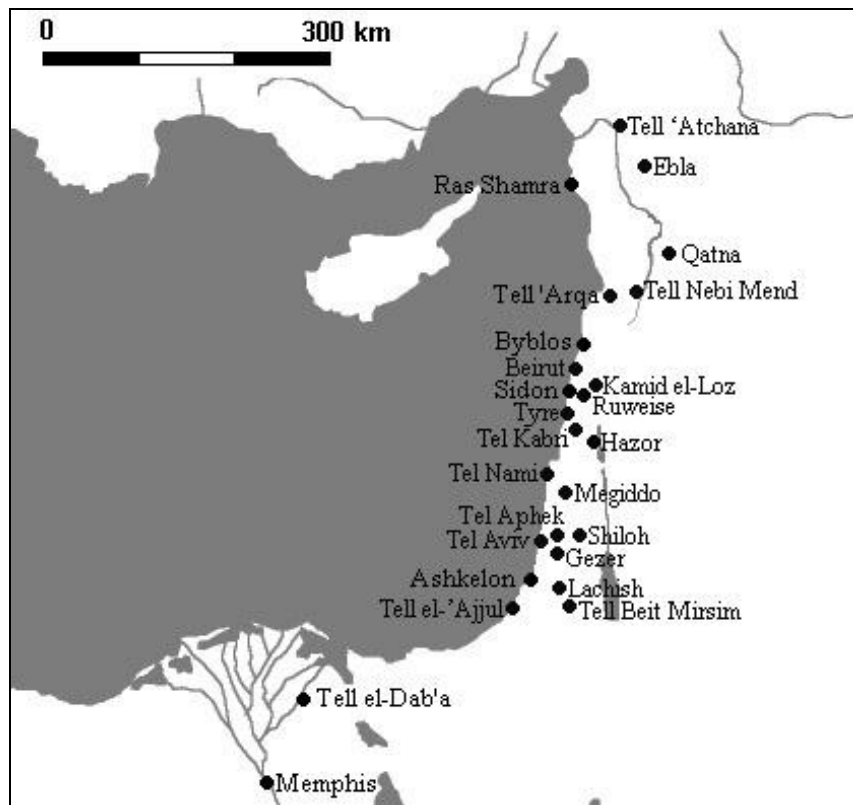 0 300 km
Tell ‘Atchana
Ebla
Ras Shamra
Qatna
Tell 'Arqa
Tell Nebi Mend
Byblos
Beirut
Kamid el-Loz
Sidon
Ruweise
Tyre
Tel Kabri
Hazor
Tel Nami
Megiddo
Tel Aphek
Shiloh
Tel Aviv
Gezer
Ashkelon
Lachish
Tell el-’Ajjul
Tell Beit Mirsim
Tell el-Dab'a
Memphis